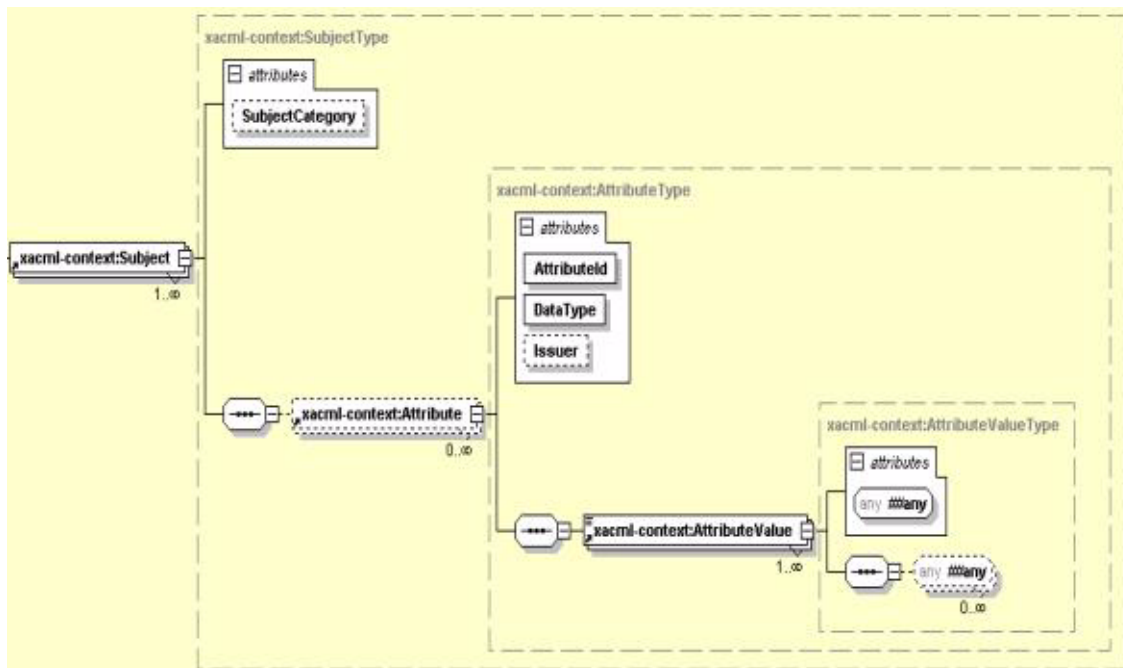 xacml-context:SubjectType
attributes
SubjectCategory
xacml-context:AttributeType
attributes
AttributeId
DataType
Issuer
xacml-context:Subject
1..∞
xacml-context:Attribute
0..∞
xacml-context:AttributeValueType
attributes
any ##any
xacml-context:AttributeValue
1..∞
any ##any
0..∞